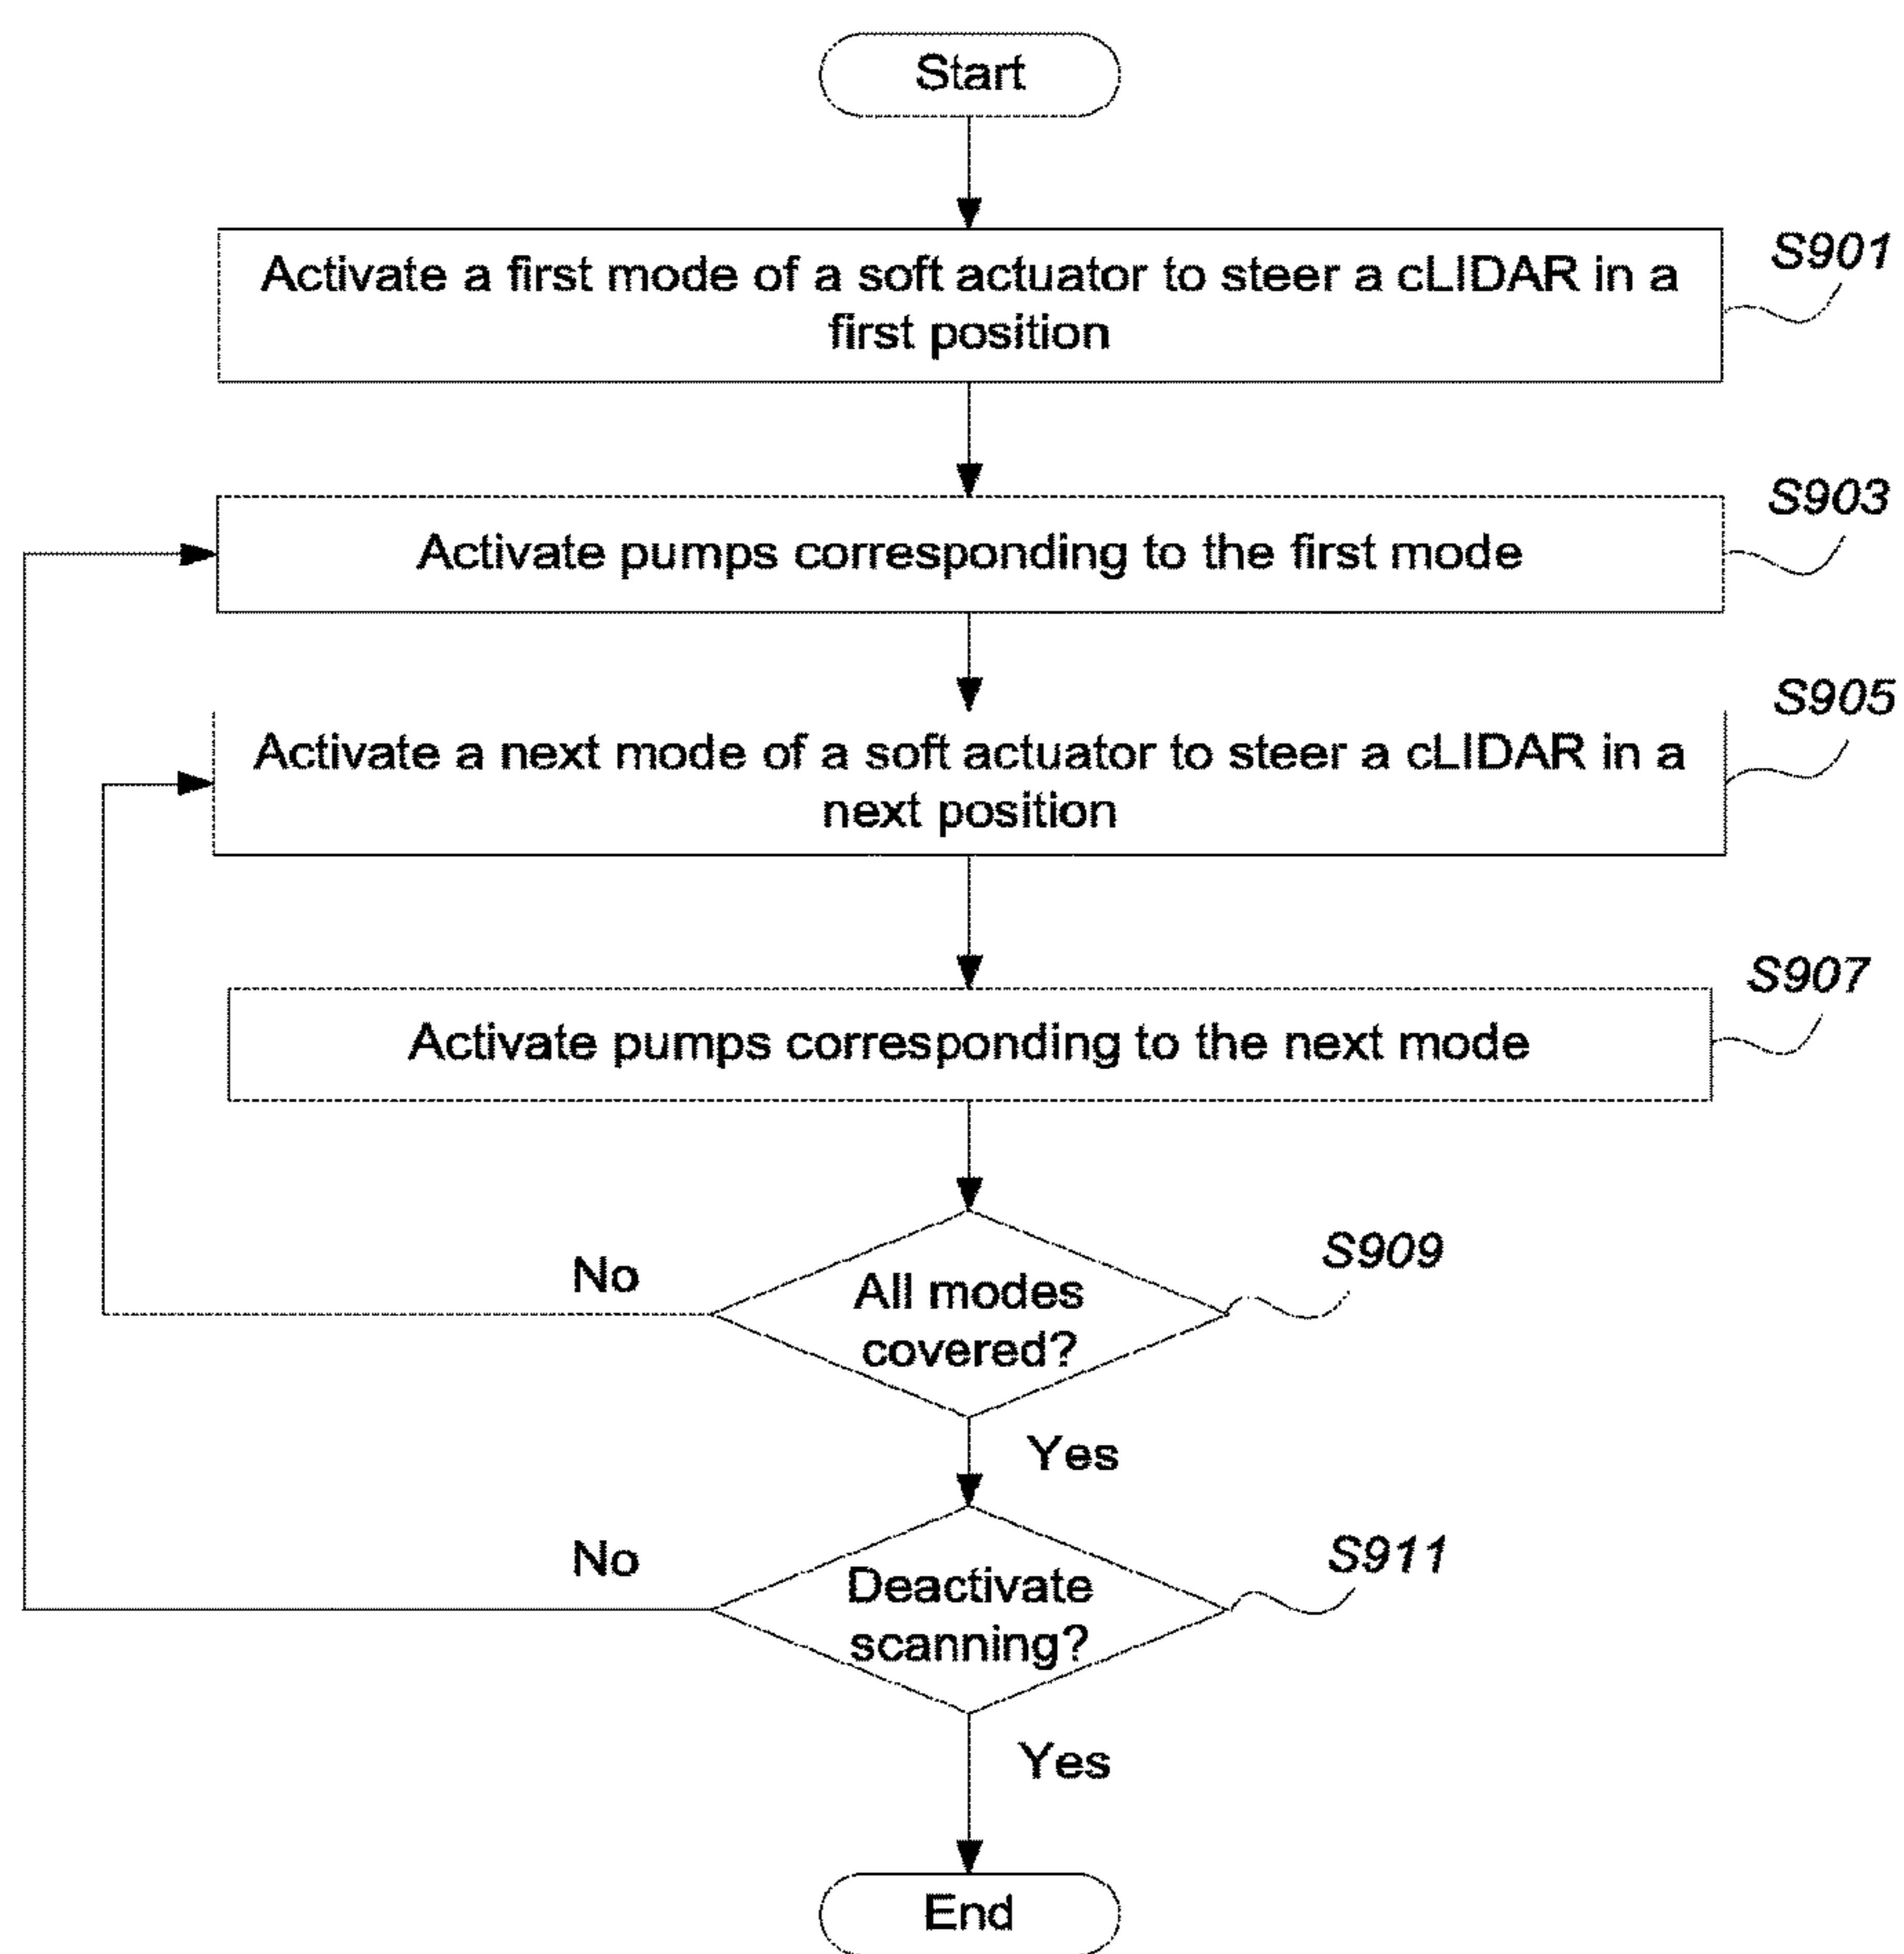 Start
Activate a first mode of a soft actuator to steer a cLIDAR in a
first position
S901
Activate pumps corresponding to the first mode
S903
Activate a next mode of a soft actuator to steer a cLIDAR in a
next position
S905
Activate pumps corresponding to the next mode
S907
All modes
covered?
S909
No
Yes
Deactivate
scanning?
S911
No
Yes
End